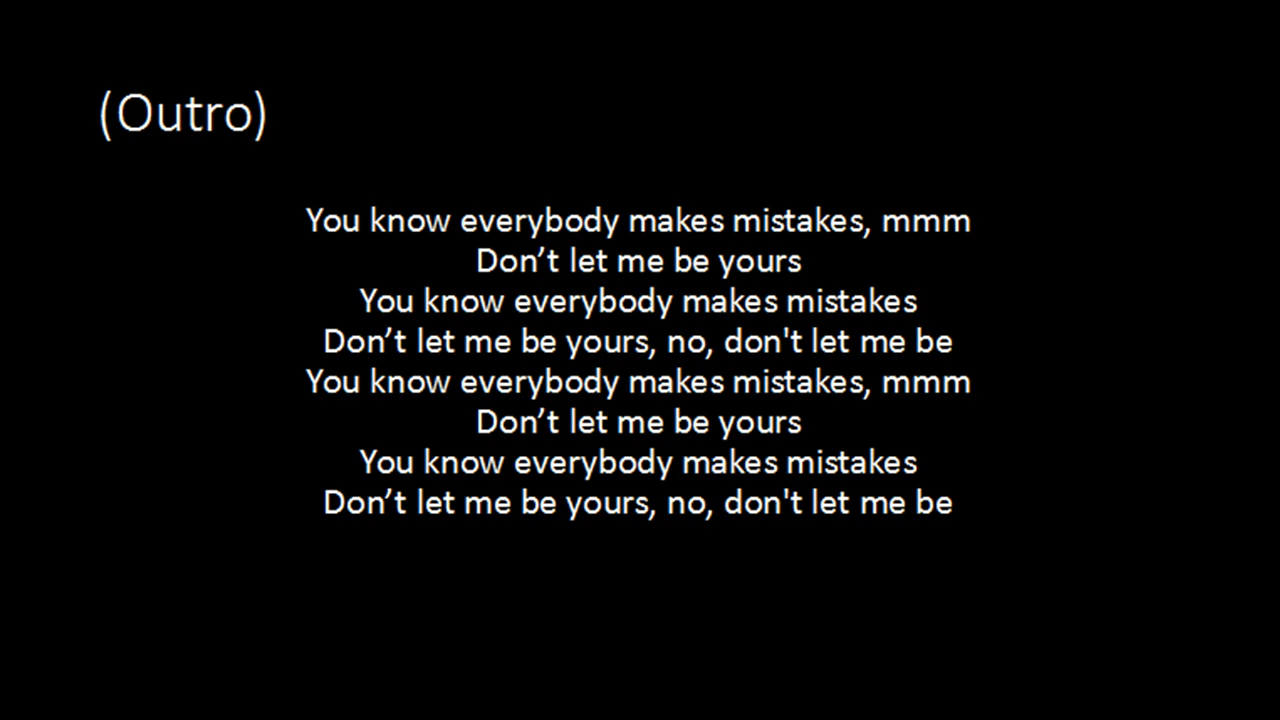 (Outro)
You know everybody makes mistakes, mmm
Don’t let me be yours
You know everybody makes mistakes
Don’t let me be yours, no, don't let me be
You know everybody makes mistakes, mmm
Don’t let me be yours
You know everybody makes mistakes
Don’t let me be yours, no, don't let me be